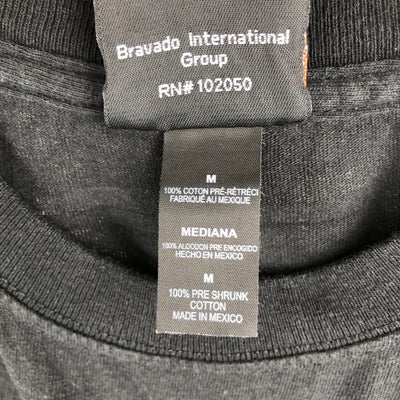 Bravado International
Group
RN# 102050
M
100% COTON PRÉ-RÉTRÉCI
FABRIQUÉ AU MEXIQUE
MEDIANA
100% ALGODON PRE ENCOGIDO
HECHO EN MEXICO
M
100% PRE SHRUNK
COTTON
MADE IN MEXICO